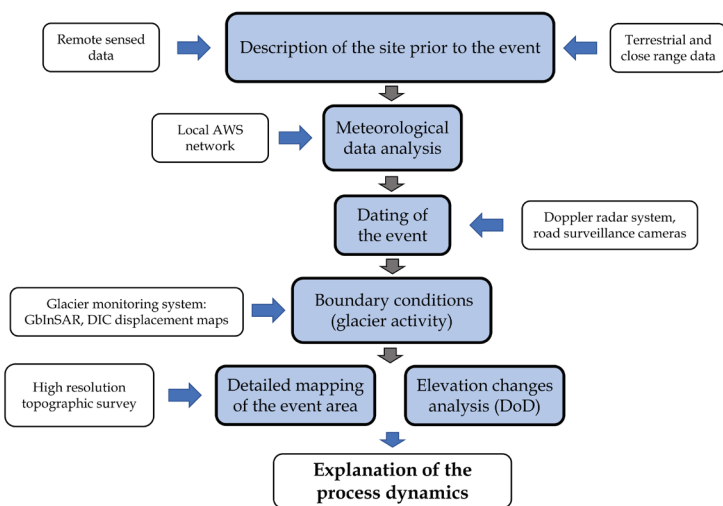 Remote sensed
data
Description of the site prior to the event
Terrestrial and
close range data
Local AWS
network
Meteorological
data analysis
Dating of
the event
Doppler radar system,
road surveillance cameras
Glacier monitoring system:
GbInSAR, DIC displacement maps
Boundary conditions
(glacier activity)
High resolution
topographic survey
Detailed mapping
of the event area
Elevation changes
analysis (DoD)
Explanation of the
process dynamics